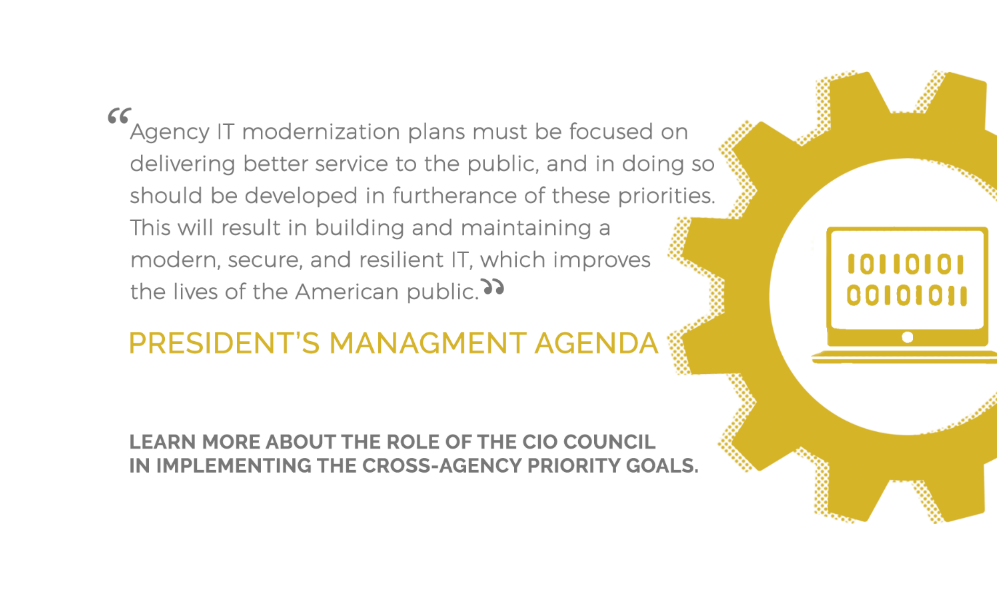 “Agency IT modernization plans must be focused on
delivering better service to the public, and in doing so
should be developed in furtherance of these priorities.
This will result in building and maintaining a
modern, secure, and resilient IT, which improves
the lives of the American public.”
PRESIDENT’S MANAGMENT AGENDA
LEARN MORE ABOUT THE ROLE OF THE CIO COUNCIL
IN IMPLEMENTING THE CROSS-AGENCY PRIORITY GOALS.
10110101
00101011